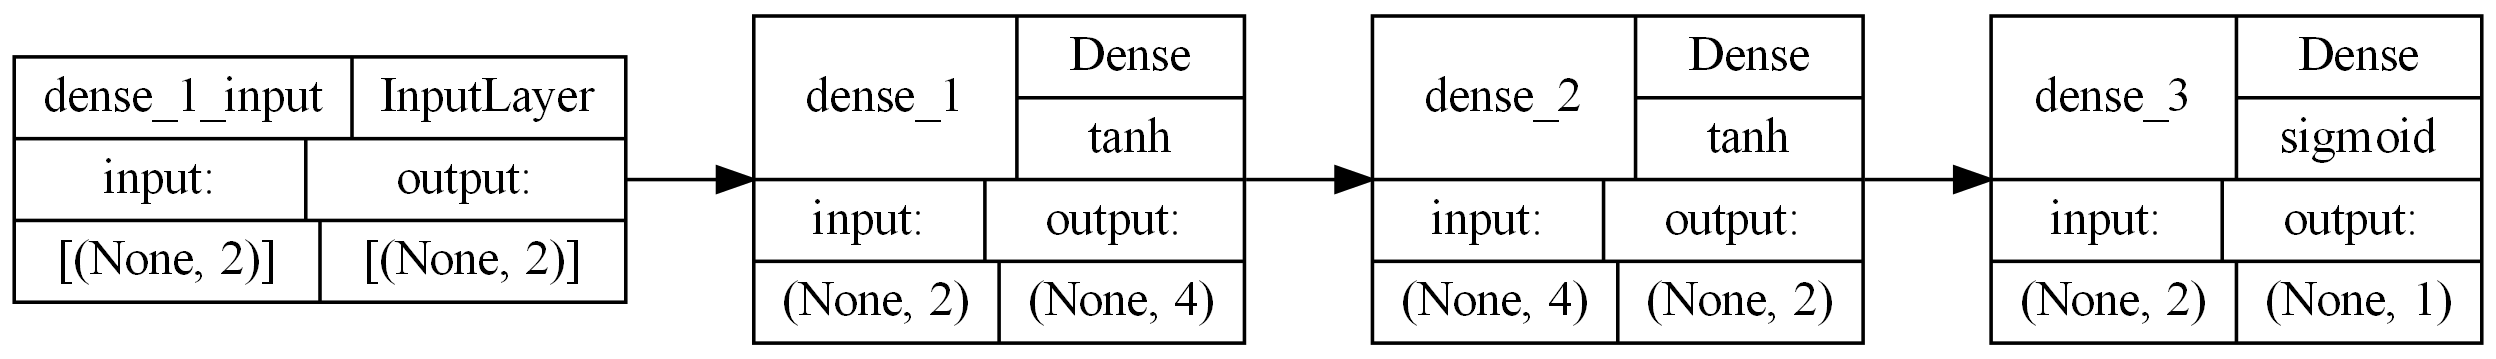 dense_1_input InputLayer
input: output:
[(None, 2)] [(None, 2)]
dense_1 Dense
tanh
input: output:
(None, 2) (None, 4)
dense_2 Dense
tanh
input: output:
(None, 4) (None, 2)
dense_3 Dense
sigmoid
input: output:
(None, 2) (None, 1)